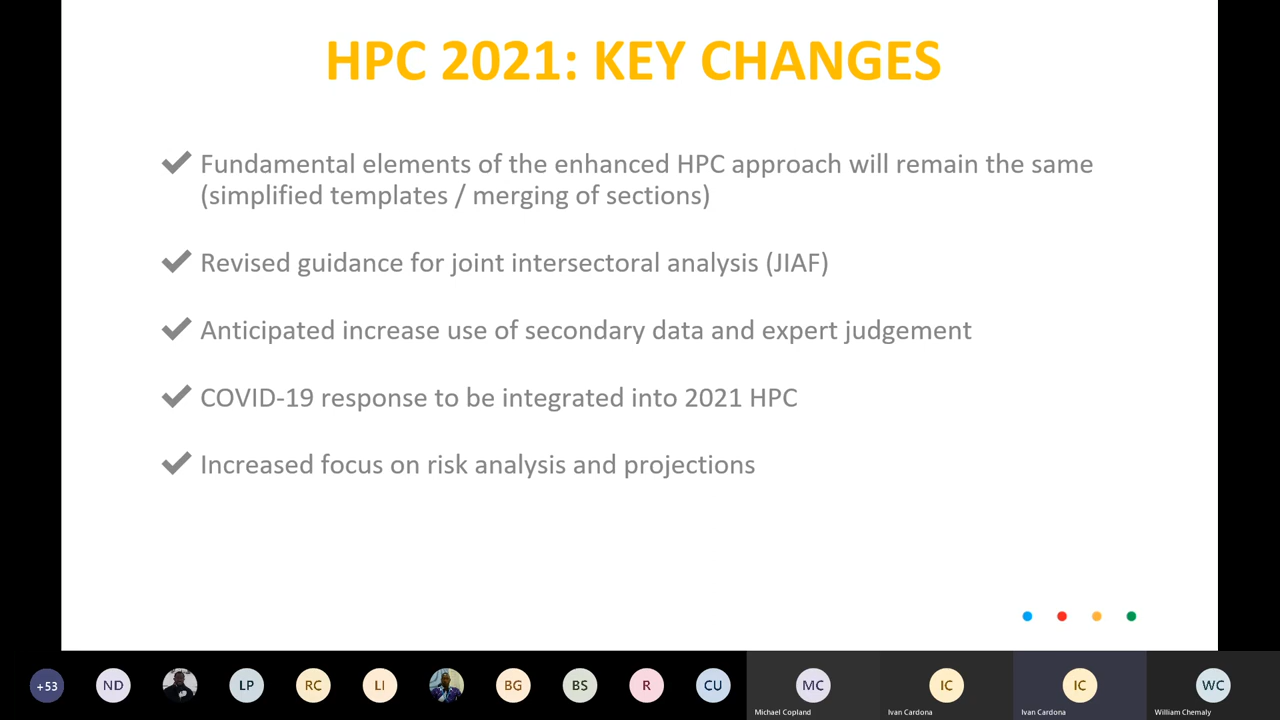 HPC 2021: KEY CHANGES
Fundamental elements of the enhanced HPC approach will remain the same
(simplified templates / merging of sections)
Revised guidance for joint intersectoral analysis (JIAF)
Anticipated increase use of secondary data and expert judgement
COVID-19 response to be integrated into 2021 HPC
Increased focus on risk analysis and projections
+53
ND
LP
RC
LI
BG
BS
R
CU
MC
IC
IC
WC
Michael Copland
Ivan Cardona
Ivan Cardona
William Chemaly